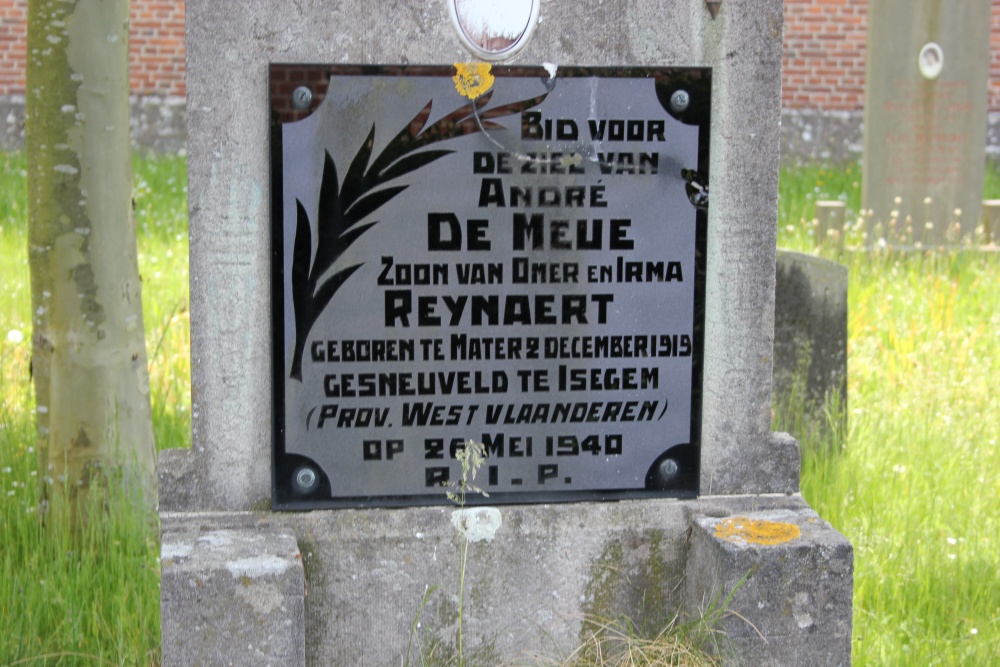 BID VOOR
DE ZIEL VAN
ANDRÉ
DE MEUE
ZOON VAN OMER EN IRMA
REYNAERT
GEBOREN TE MATER 2 DECEMBER 1919
GESNEUVELD TE ISEGEM
(PROV. WEST VLAANDEREN)
OP 26 MEI 1940
R.I.P.